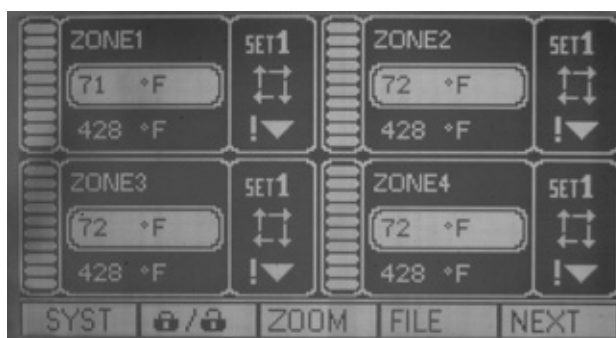 ZONE1 SET1
71 °F
428 °F !
ZONE2 SET1
72 °F
428 °F !
ZONE3 SET1
72 °F
428 °F !
ZONE4 SET1
72 °F
428 °F !
SYST / ZOOM FILE NEXT